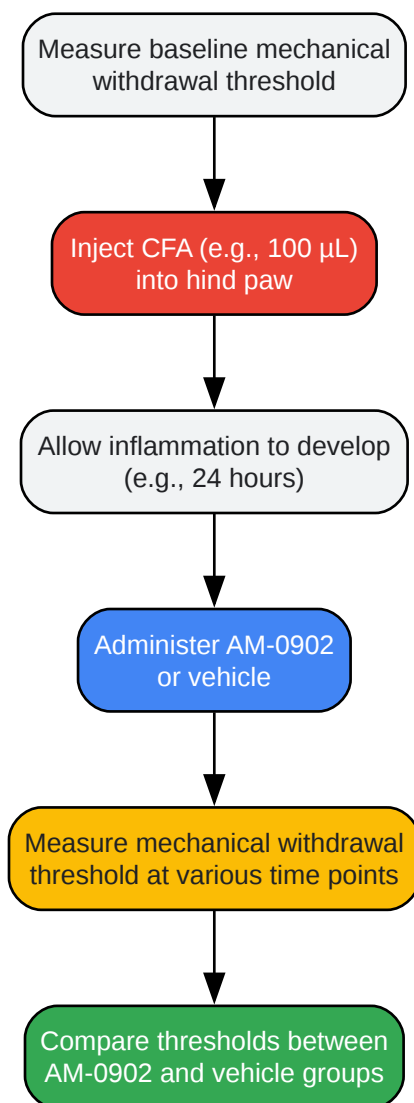 Measure baseline mechanical
withdrawal threshold
Inject CFA (e.g., 100 µL)
into hind paw
Allow inflammation to develop
(e.g., 24 hours)
Administer AM-0902
or vehicle
Measure mechanical withdrawal
threshold at various time points
Compare thresholds between
AM-0902 and vehicle groups